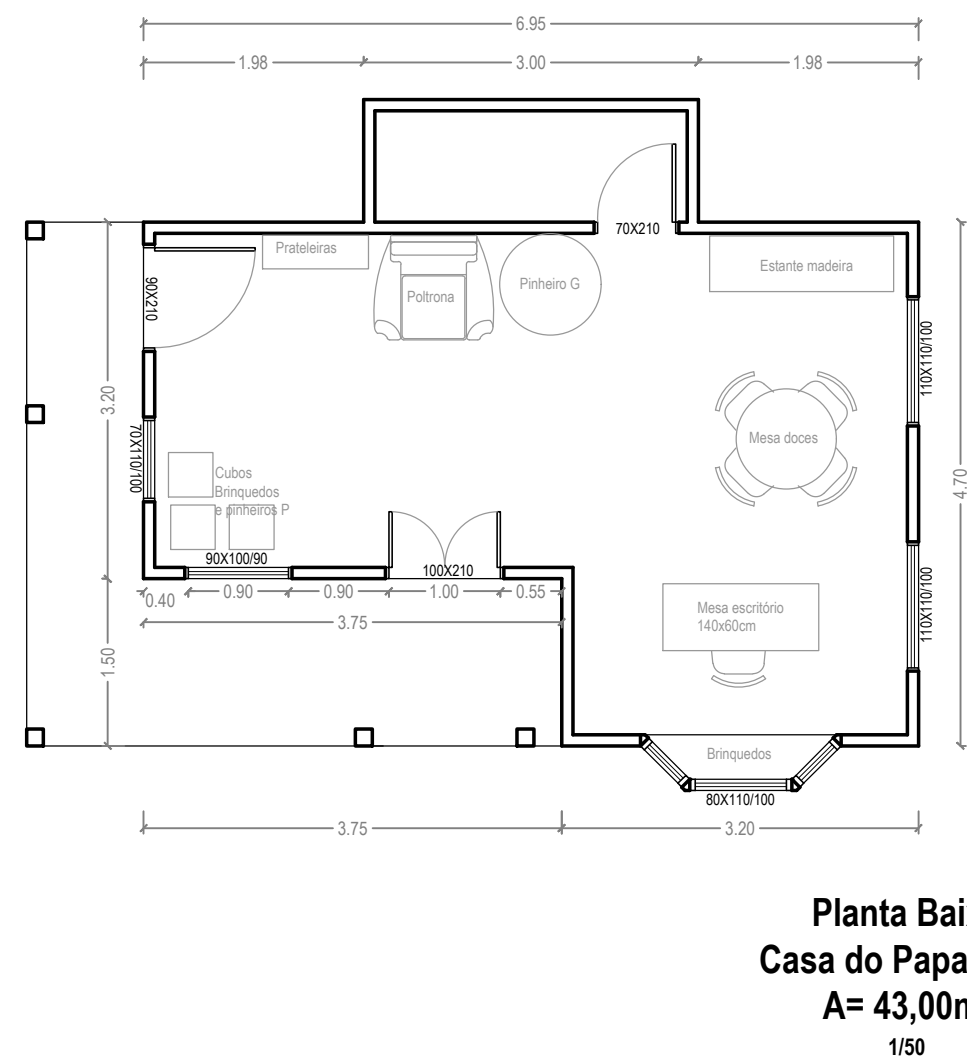 6.95
1.98
3.00
1.98
70X210
Prateleiras
Poltrona
Pinheiro G
Estante madeira
90X210
110X110/100
3.20
Mesa doces
70X110/100
Cubos
Brinquedos
e pinheiros P
4.70
90X100/90
100X210
0.40
0.90
0.90
1.00
0.55
3.75
Mesa escritório
140x60cm
110X110/100
1.50
Brinquedos
80X110/100
3.75
3.20
Planta
Casa do
A= 43,00
1/50